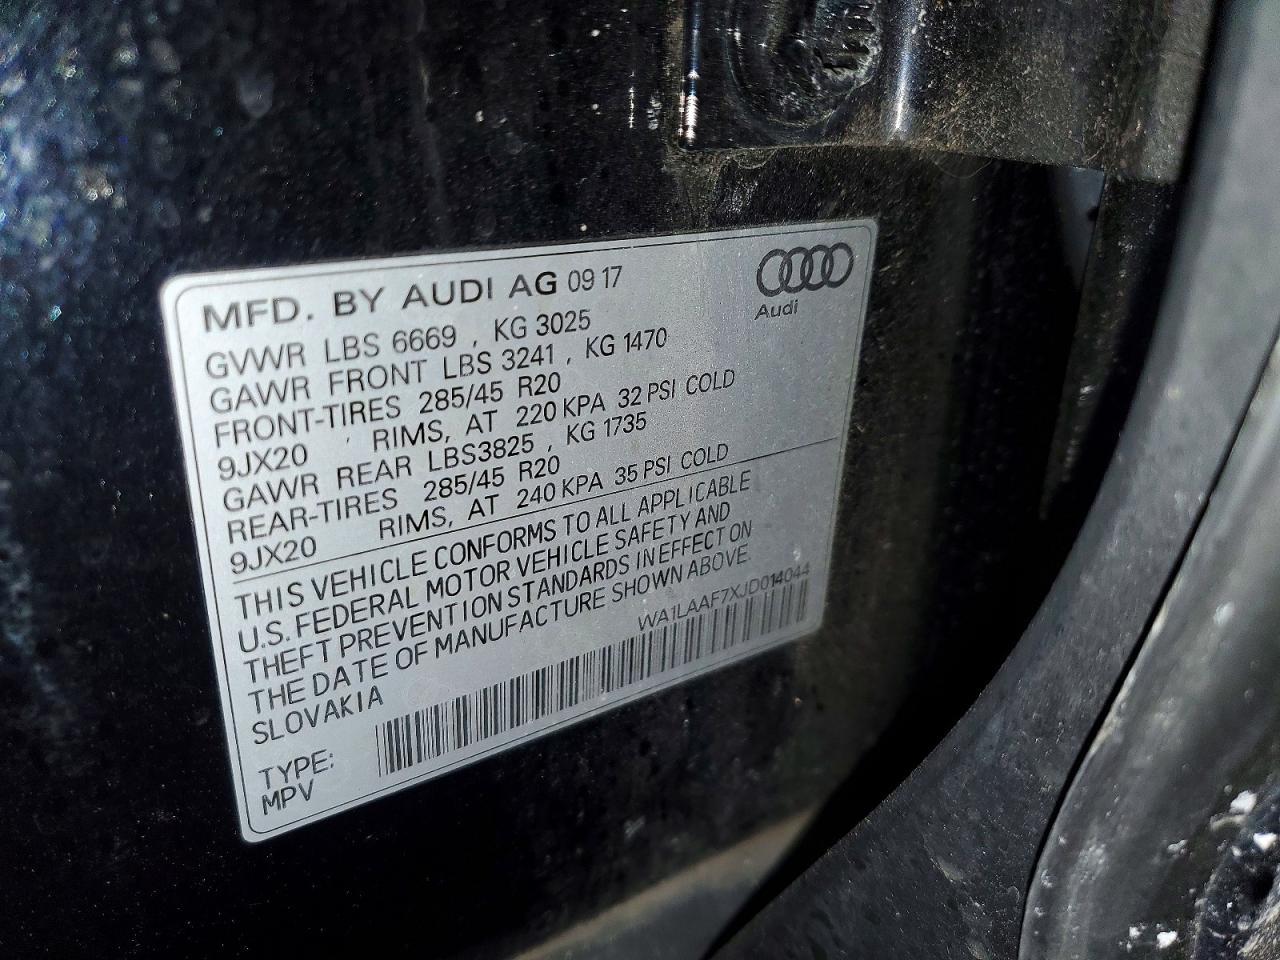 MFD. BY AUDI AG 09 17
Audi
GVWR LBS 6669 , KG 3025
GAWR FRONT LBS 3241 , KG 1470
FRONT-TIRES 285/45 R20
9JX20 RIMS, AT 220 KPA 32 PSI COLD
GAWR REAR LBS3825 , KG 1735
REAR-TIRES 285/45 R20
9JX20 RIMS, AT 240 KPA 35 PSI COLD
THIS VEHICLE CONFORMS TO ALL APPLICABLE
U.S. FEDERAL MOTOR VEHICLE SAFETY AND
THEFT PREVENTION STANDARDS IN EFFECT ON
THE DATE OF MANUFACTURE SHOWN ABOVE.
SLOVAKIA
WA1LAAF7XJD014044
TYPE:
MPV